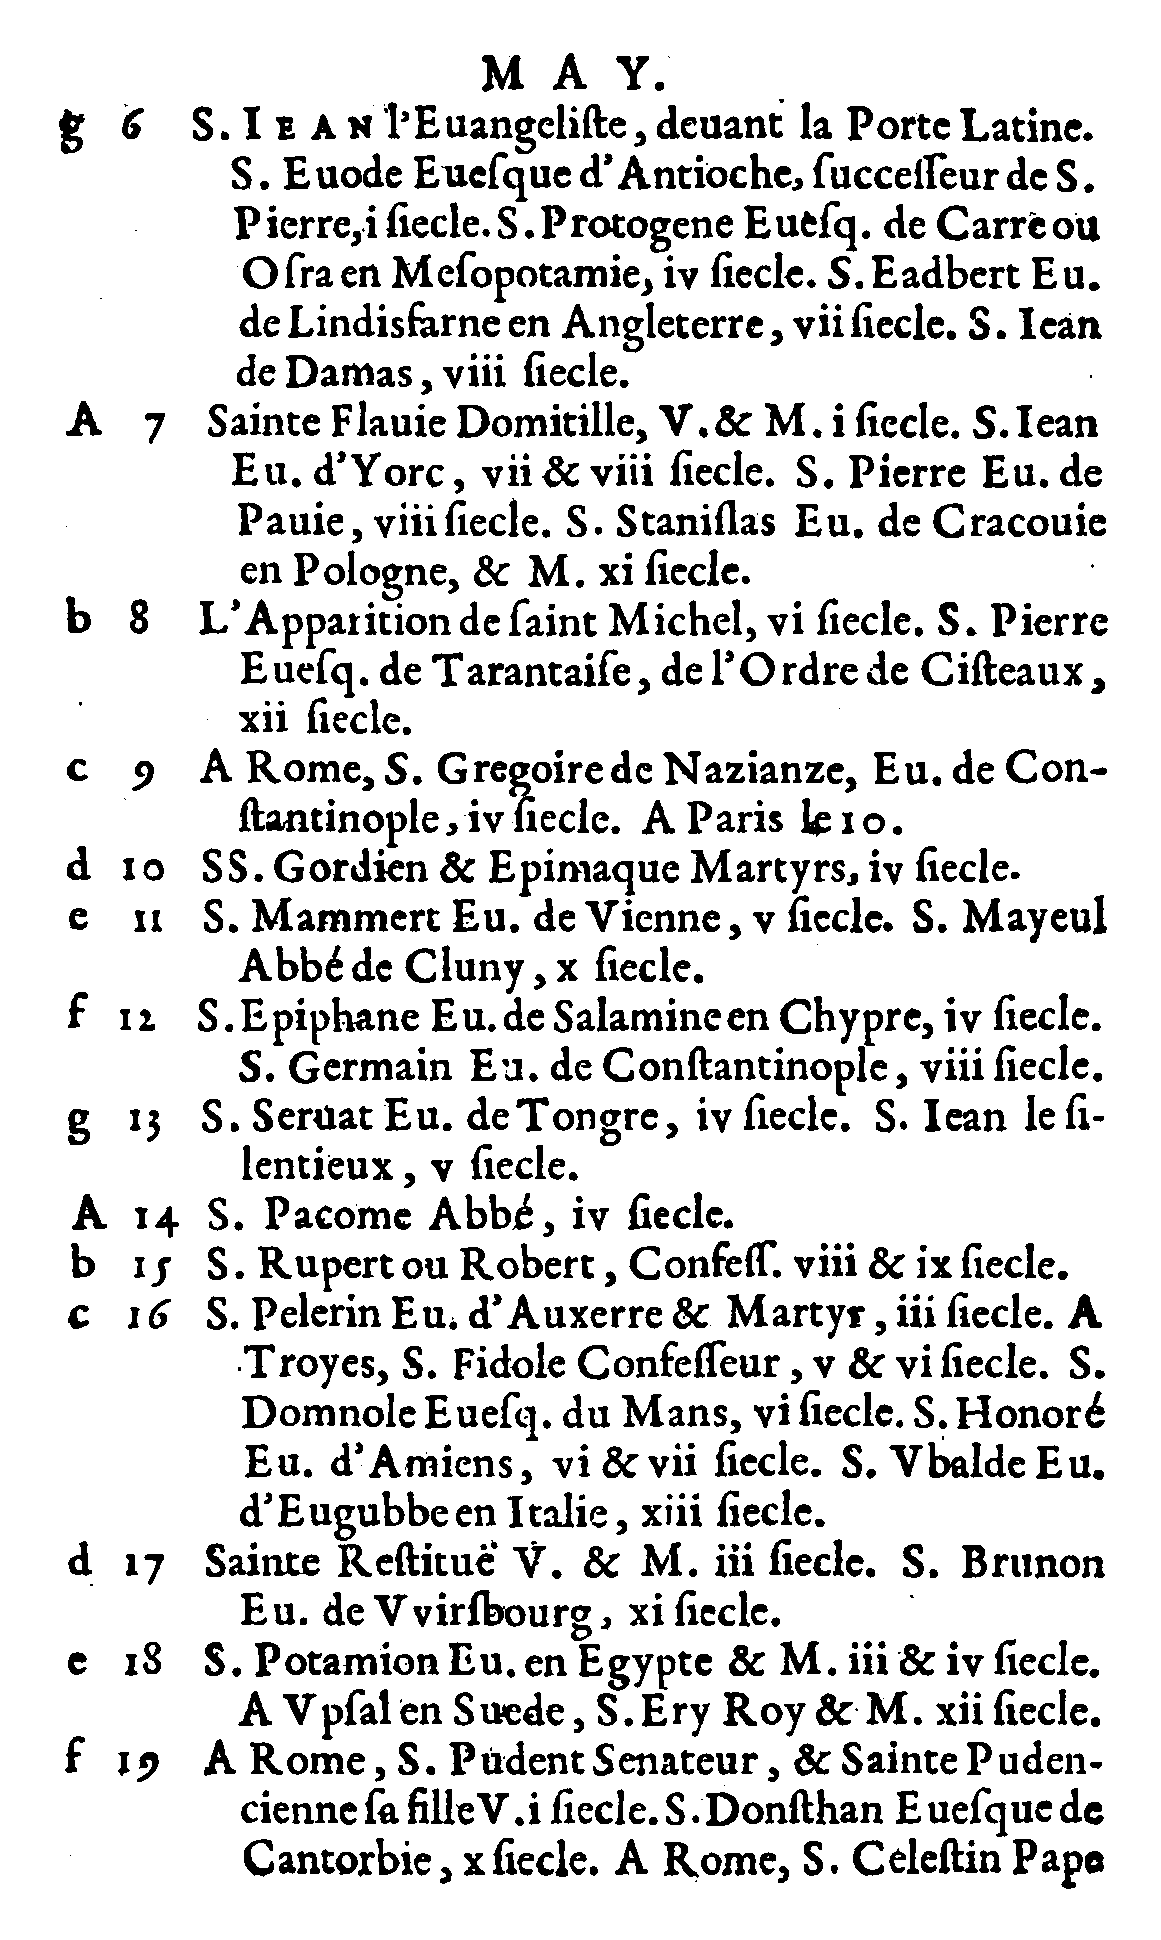 M A Y.
g 6 S. IEAN l'Euangeliſte, deuant la Porte Latine.
S. Euode Eueſque d'Antioche, ſucceſſeur de S.
Pierre, i ſiecle. S. Protogene Eueſq. de Carre ou
Oſra en Meſopotamie, iv ſiecle. S. Eadbert Eu.
de Lindisfarne en Angleterre, vii ſiecle. S. Iean
de Damas, viii ſiecle.
A 7 Sainte Flauie Domitille, V. & M. i ſiecle. S. Iean
Eu. d'Yorc, vii & viii ſiecle. S. Pierre Eu. de
Pauie, viii ſiecle. S. Staniſlas Eu. de Cracouie
en Pologne, & M. xi ſiecle.
b 8 L'Apparition de ſaint Michel, vi ſiecle. S. Pierre
Eueſq. de Tarantaiſe, de l'Ordre de Ciſteaux,
xii ſiecle.
c 9 A Rome, S. Gregoire de Nazianze, Eu. de Con-
ſtantinople, iv ſiecle. A Paris le 10.
d 10 SS. Gordien & Epimaque Martyrs, iv ſiecle.
e 11 S. Mammert Eu. de Vienne, v ſiecle. S. Mayeul
Abbé de Cluny, x ſiecle.
f 12 S. Epiphane Eu. de Salamine en Chypre, iv ſiecle.
S. Germain Eu. de Conſtantinople, viii ſiecle.
g 13 S. Seruat Eu. de Tongre, iv ſiecle. S. Iean le ſi-
lentieux, v ſiecle.
A 14 S. Pacome Abbé, iv ſiecle.
b 15 S. Rupert ou Robert, Confeſſ. viii & ix ſiecle.
c 16 S. Pelerin Eu. d'Auxerre & Martyr, iii ſiecle. A
Troyes, S. Fidole Confeſſeur, v & vi ſiecle. S.
Domnole Eueſq. du Mans, vi ſiecle. S. Honoré
Eu. d'Amiens, vi & vii ſiecle. S. Vbalde Eu.
d'Eugubbe en Italie, xiii ſiecle.
d 17 Sainte Reſtituë V. & M. iii ſiecle. S. Brunon
Eu. de Vvirſbourg, xi ſiecle.
e 18 S. Potamion Eu. en Egypte & M. iii & iv ſiecle.
A Vpſal en Suede, S. Ery Roy & M. xii ſiecle.
f 19 A Rome, S. Pudent Senateur, & Sainte Puden-
cienne ſa fille V. i ſiecle. S. Donſthan Eueſque de
Cantorbie, x ſiecle. A Rome, S. Celeſtin Pape